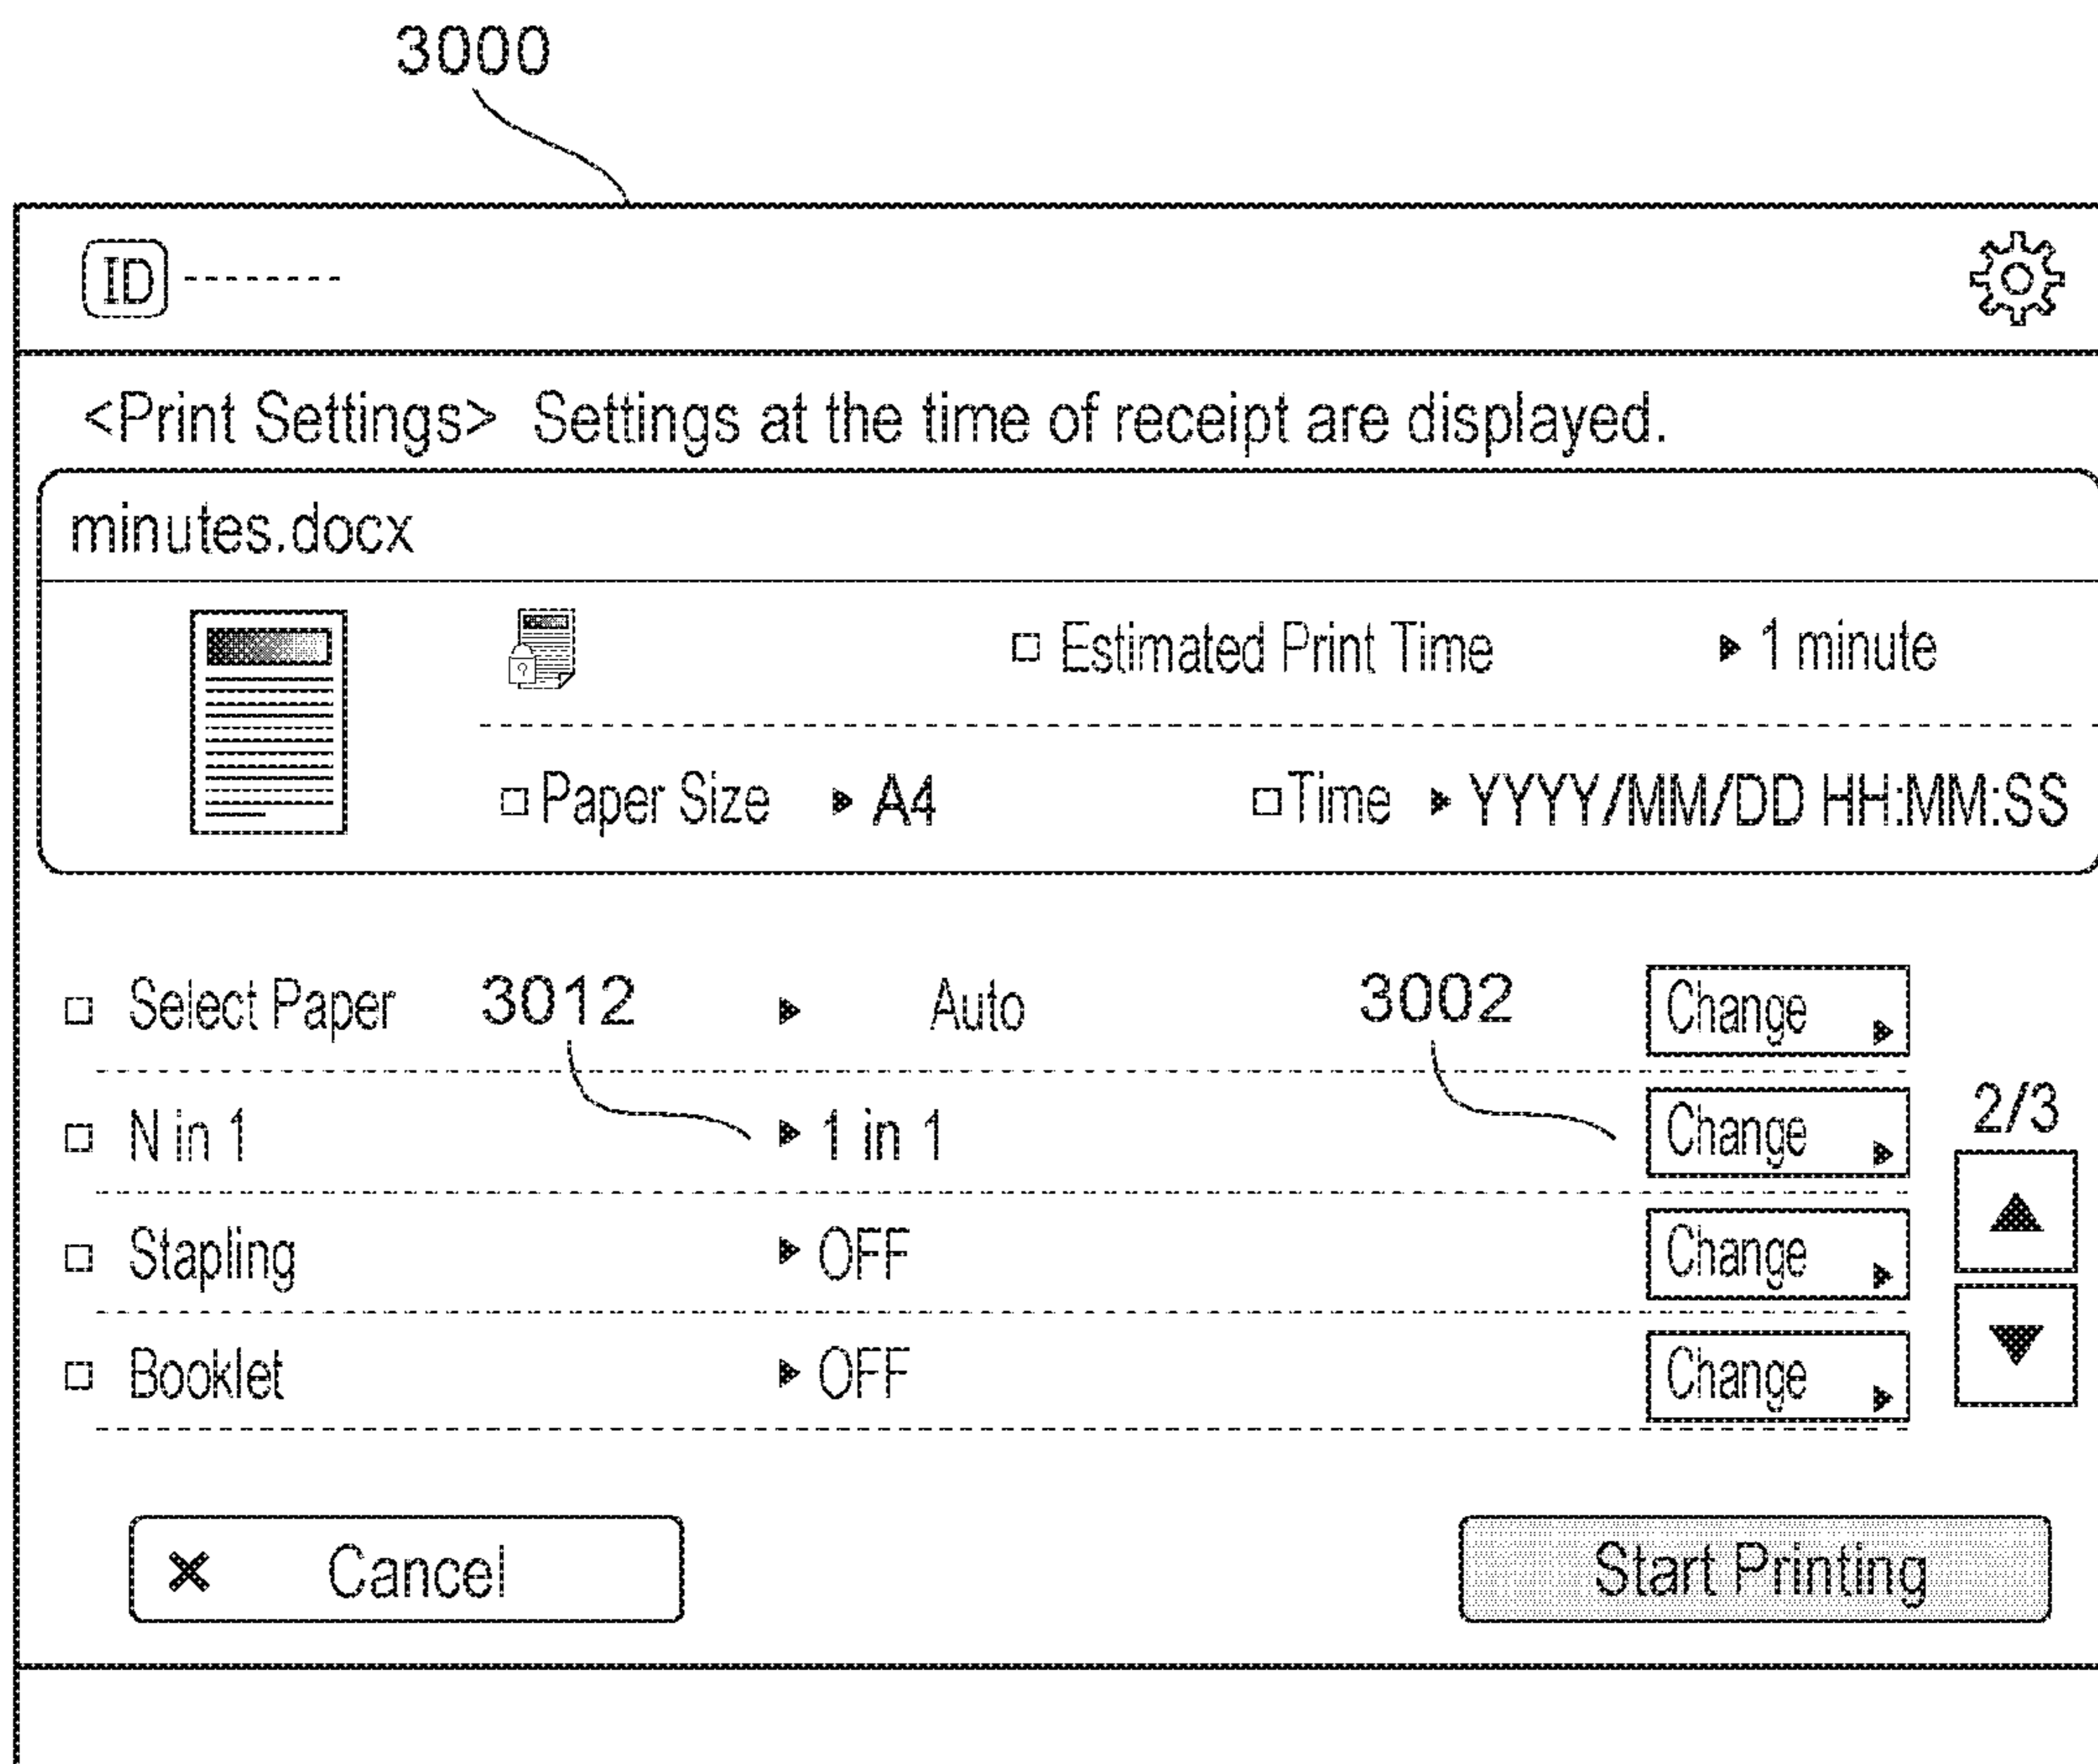 3000
ID --------
<Print Settings> Settings at the time of receipt are displayed.
minutes.docx
□ Estimated Print Time ▶ 1 minute
□ Paper Size ▶ A4 □ Time ▶ YYYY/MM/DD HH:MM:SS
□ Select Paper 3012 ▶ Auto 3002 Change ▶
□ N in 1 ▶ 1 in 1 Change ▶ 2/3
□ Stapling ▶ OFF Change ▶ ▲
□ Booklet ▶ OFF Change ▶ ▼
× Cancel Start Printing